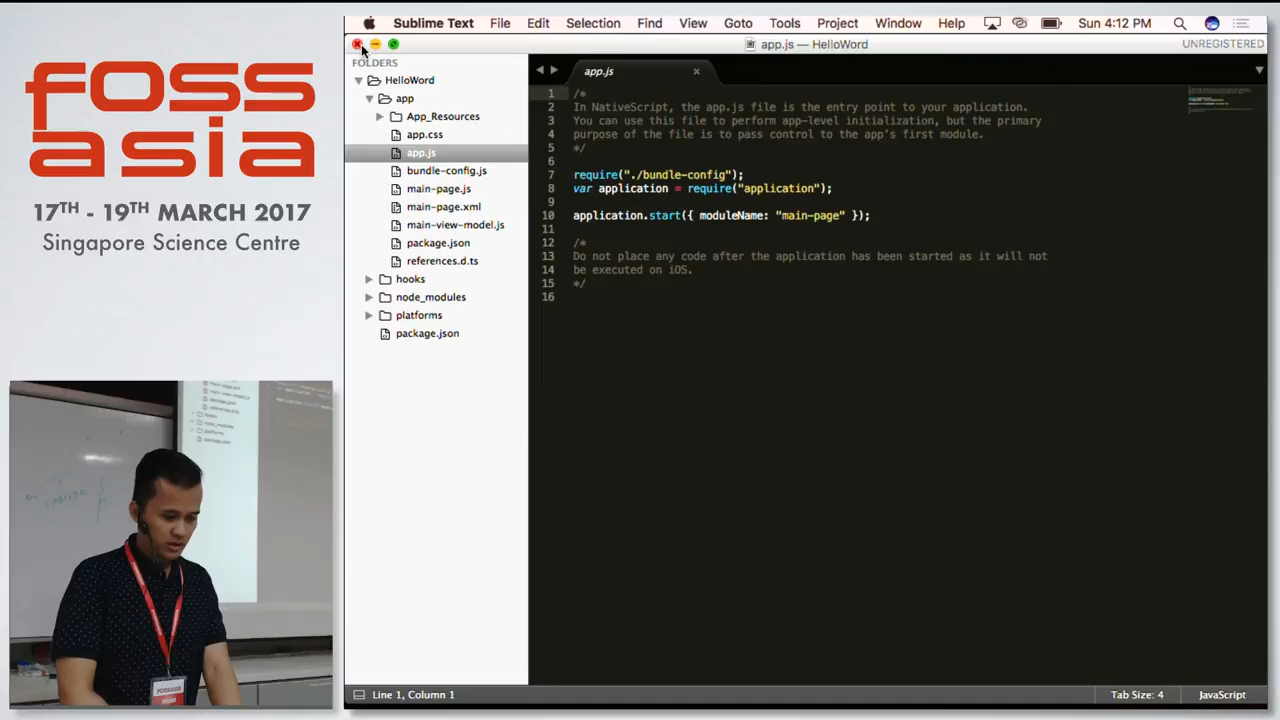 foss
asia
17TH - 19TH MARCH 2017
Singapore Science Centre
Sublime Text File Edit Selection Find View Goto Tools Project Window Help Sun 4:12 PM
app.js — HelloWord
UNREGISTERED
FOLDERS
HelloWord
app
App_Resources
app.css
app.js
bundle-config.js
main-page.js
main-page.xml
main-view-model.js
package.json
references.d.ts
hooks
node_modules
platforms
package.json
app.js
1 /*
2 In NativeScript, the app.js file is the entry point to your application.
3 You can use this file to perform app-level initialization, but the primary
4 purpose of the file is to pass control to the app's first module.
5 */
6
7 require("./bundle-config");
8 var application = require("application");
9
10 application.start({ moduleName: "main-page" });
11
12 /*
13 Do not place any code after the application has been started as it will not
14 be executed on iOS.
15 */
16
Line 1, Column 1
Tab Size: 4
JavaScript